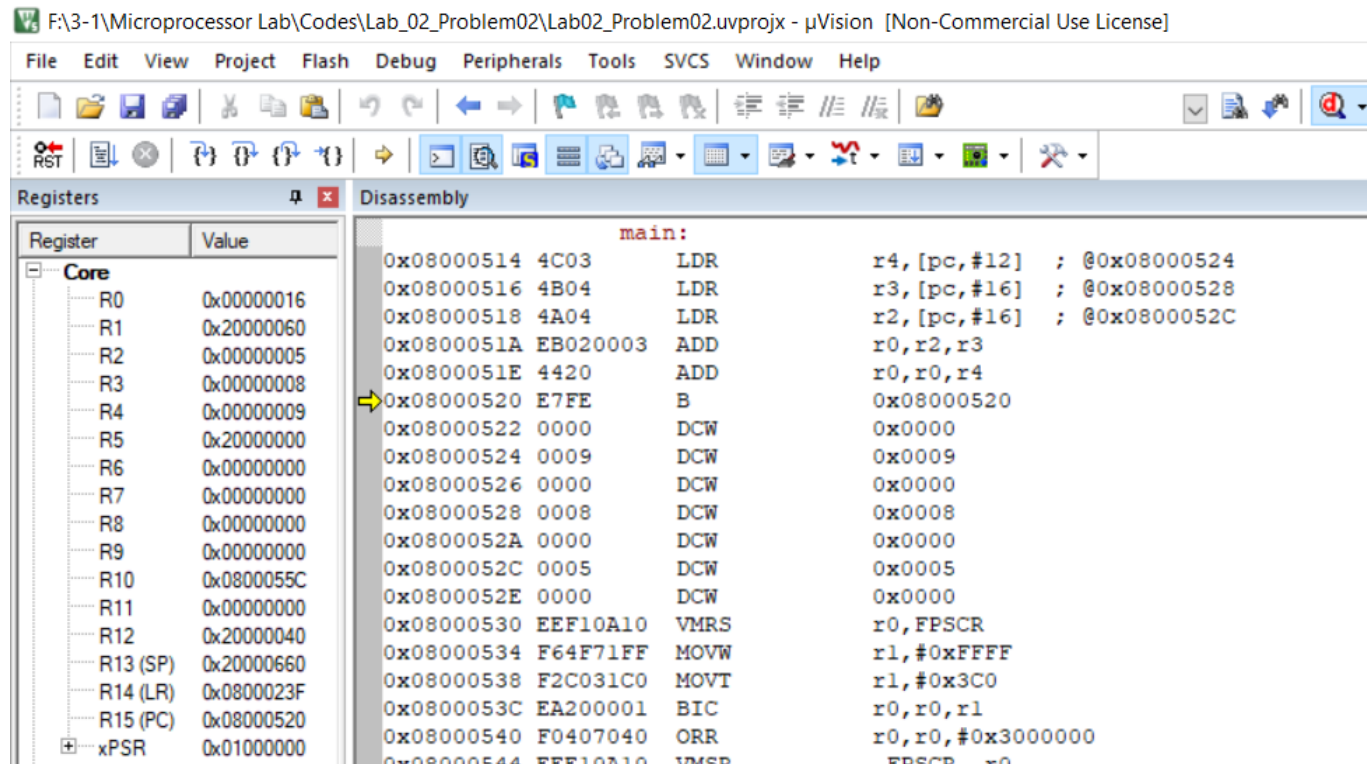 F:\3-1\Microprocessor Lab\Codes\Lab_02_Problem02\Lab02_Problem02.uvprojx - µVision [Non-Commercial Use License]
File Edit View Project Flash Debug Peripherals Tools SVCS Window Help
RST
Registers
Register Value
Core
R0 0x00000016
R1 0x20000060
R2 0x00000005
R3 0x00000008
R4 0x00000009
R5 0x20000000
R6 0x00000000
R7 0x00000000
R8 0x00000000
R9 0x00000000
R10 0x0800055C
R11 0x00000000
R12 0x20000040
R13 (SP) 0x20000660
R14 (LR) 0x0800023F
R15 (PC) 0x08000520
xPSR 0x01000000
Disassembly
main:
0x08000514 4C03 LDR r4,[pc,#12] ; @0x08000524
0x08000516 4B04 LDR r3,[pc,#16] ; @0x08000528
0x08000518 4A04 LDR r2,[pc,#16] ; @0x0800052C
0x0800051A EB020003 ADD r0,r2,r3
0x0800051E 4420 ADD r0,r0,r4
0x08000520 E7FE B 0x08000520
0x08000522 0000 DCW 0x0000
0x08000524 0009 DCW 0x0009
0x08000526 0000 DCW 0x0000
0x08000528 0008 DCW 0x0008
0x0800052A 0000 DCW 0x0000
0x0800052C 0005 DCW 0x0005
0x0800052E 0000 DCW 0x0000
0x08000530 EEF10A10 VMRS r0,FPSCR
0x08000534 F64F71FF MOVW r1,#0xFFFF
0x08000538 F2C031C0 MOVT r1,#0x3C0
0x0800053C EA200001 BIC r0,r0,r1
0x08000540 F0407040 ORR r0,r0,#0x3000000
0x08000544 EEE10A10 VMSR FPSCR, r0